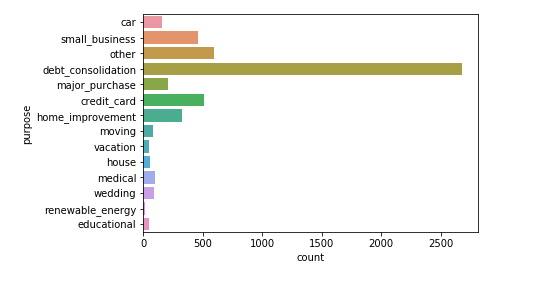 car
small_business
other
debt_consolidation
major_purchase
credit_card
home_improvement
moving
vacation
house
medical
wedding
renewable_energy
educational
purpose
0 500 1000 1500 2000 2500
count